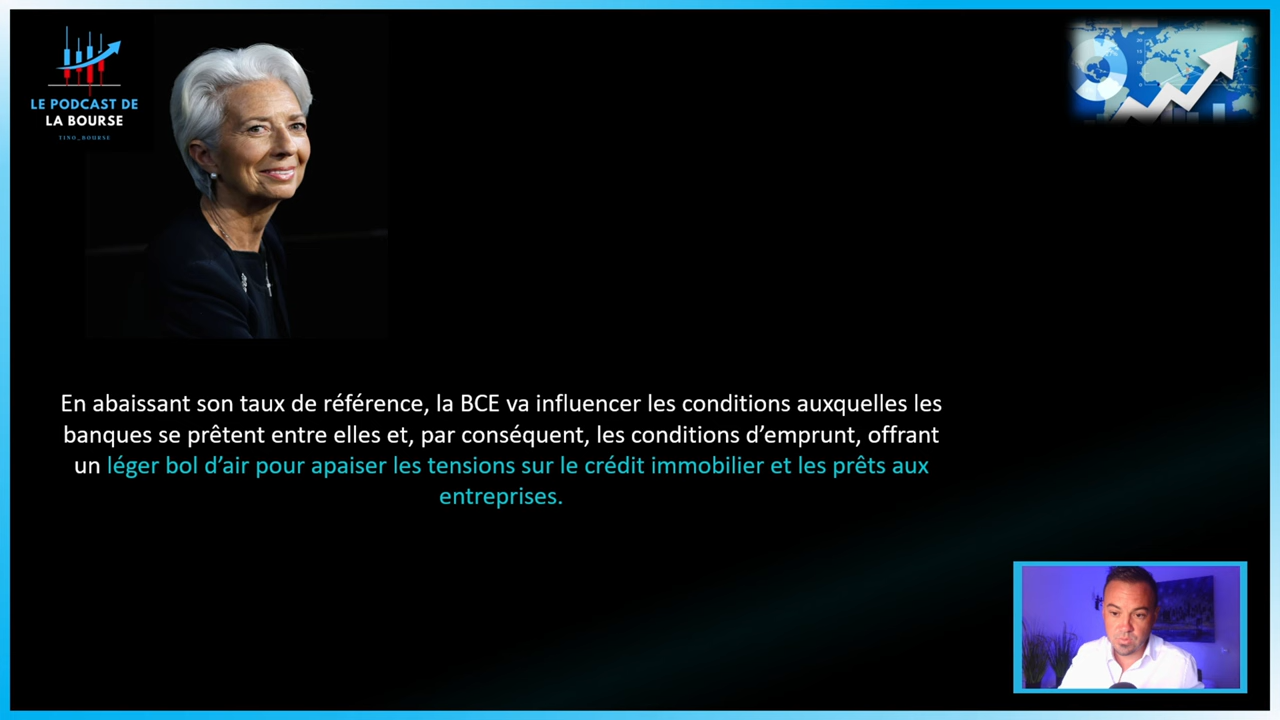 LE PODCAST DE
LA BOURSE
TINO_BOURSE
En abaissant son taux de référence, la BCE va influencer les conditions auxquelles les
banques se prêtent entre elles et, par conséquent, les conditions d’emprunt, offrant
un léger bol d’air pour apaiser les tensions sur le crédit immobilier et les prêts aux
entreprises.